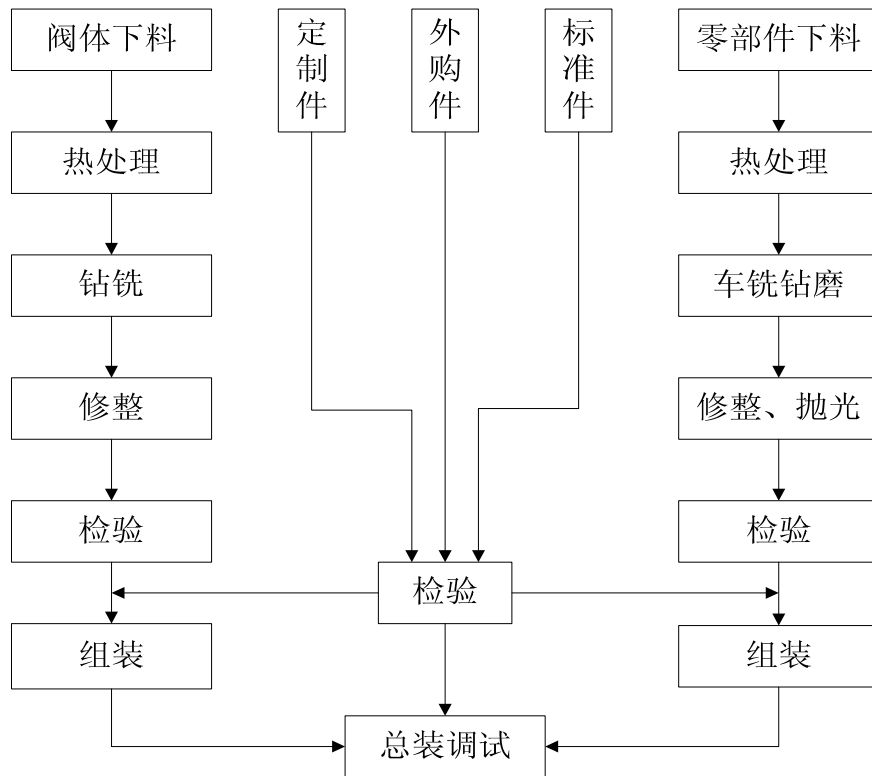 阀体下料
定制件
外购件
标准件
零部件下料
热处理
热处理
钻铣
车铣钻磨
修整
修整、抛光
检验
检验
检验
组装
组装
总装调试